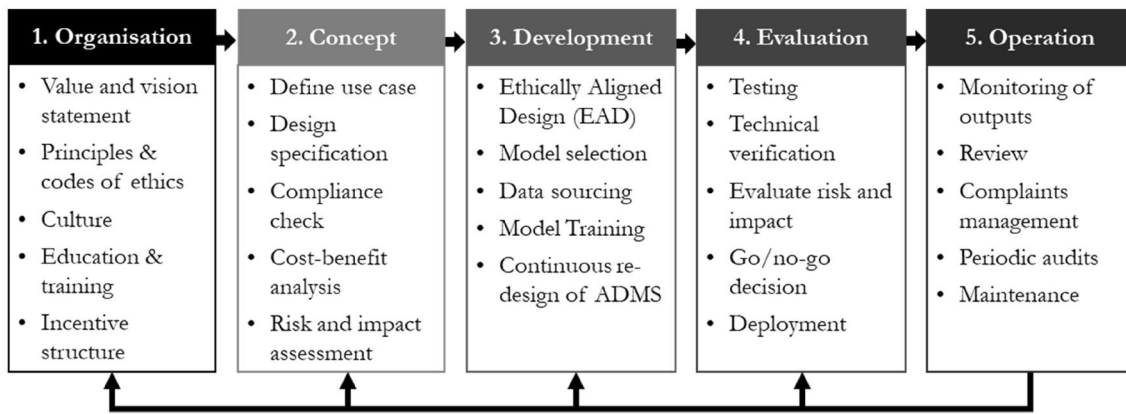 1. Organisation
• Value and vision
statement
• Principles &
codes of ethics
• Culture
• Education &
training
• Incentive
structure
2. Concept
• Define use case
• Design
specification
• Compliance
check
• Cost-benefit
analysis
• Risk and impact
assessment
3. Development
• Ethically Aligned
Design (EAD)
• Model selection
• Data sourcing
• Model Training
• Continuous re-
design of ADMS
4. Evaluation
• Testing
• Technical
verification
• Evaluate risk and
impact
• Go/no-go
decision
• Deployment
5. Operation
• Monitoring of
outputs
• Review
• Complaints
management
• Periodic audits
• Maintenance